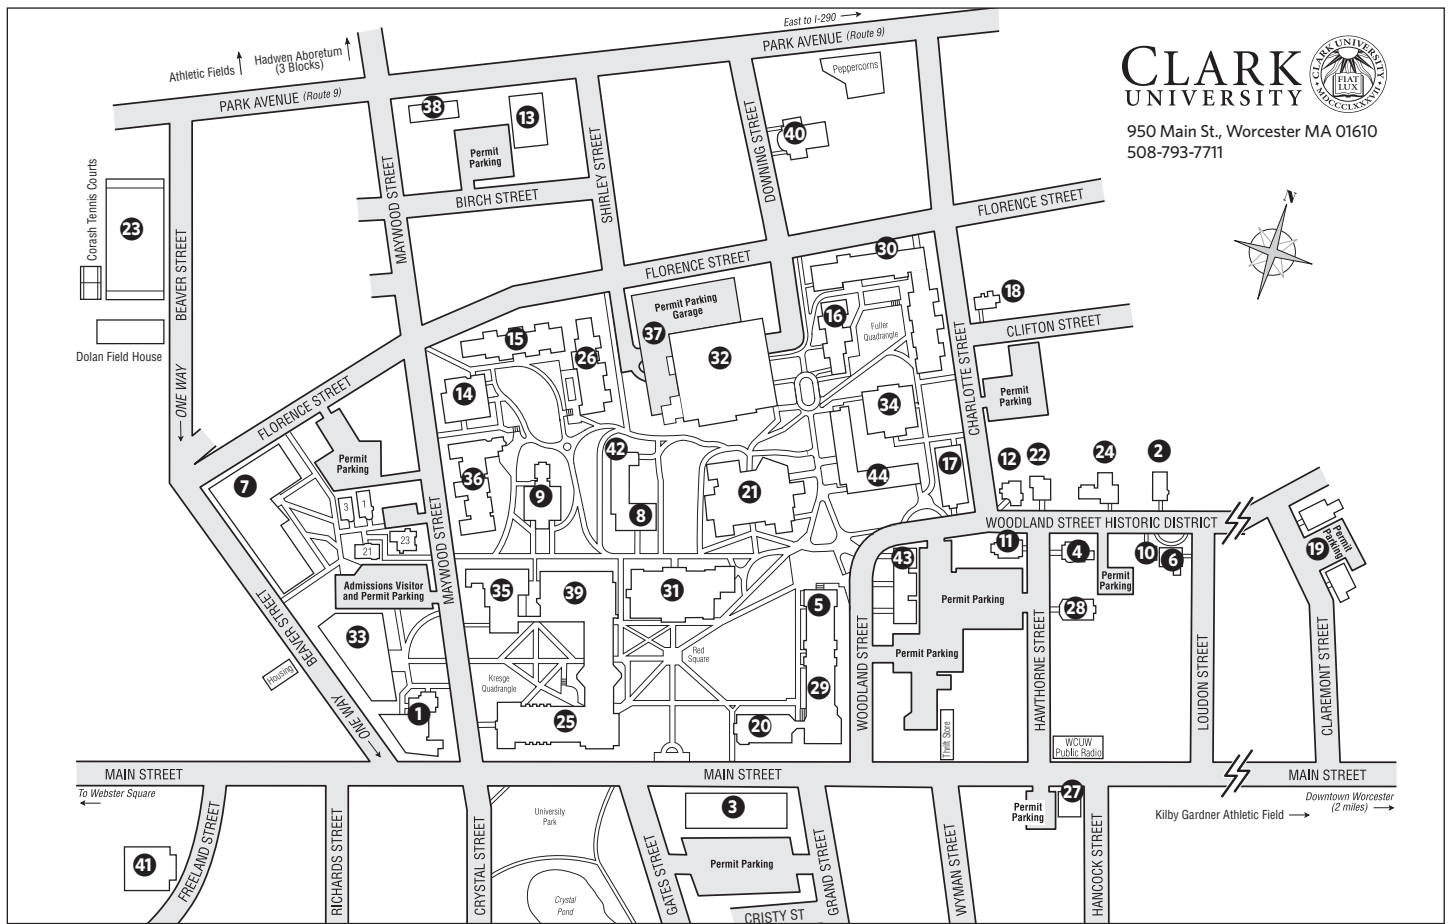 East to I-290
PARK AVENUE (Route 9)
Hadwen Aboretum
(3 Blocks)
Athletic Fields
PARK AVENUE (Route 9)
Peppercorns
CLARK
UNIVERSITY
CLARK UNIVERSITY
FIAT
LUX
MDCCCLXXXVII
950 Main St., Worcester MA 01610
508-793-7711
38
13
40
Permit
Parking
Corash Tennis Courts
23
BEAVER STREET
ONE WAY
MAYWOOD STREET
BIRCH STREET
SHIRLEY STREET
DOWNING STREET
FLORENCE STREET
N
FLORENCE STREET
30
18
Permit Parking
Garage
37
16
Fuller
Quadrangle
CLIFTON STREET
Dolan Field House
15
26
32
CHARLOTTE STREET
14
34
Permit
Parking
FLORENCE STREET
Permit
Parking
7
36
9
42
8
21
44
17
12
22
24
2
WOODLAND STREET HISTORIC DISTRICT
3
1
21
23
Admissions Visitor
and Permit Parking
MAYWOOD STREET
35
39
31
5
43
11
4
10
6
19
Permit
Parking
Permit Parking
Permit
Parking
28
33
BEAVER STREET
ONE WAY
Housing
1
Kresge
Quadrangle
25
Red
Square
29
20
WOODLAND STREET
Permit Parking
HAWTHORNE STREET
LOUDON STREET
CLAREMONT STREET
Thrift Store
WCUW
Public Radio
MAIN STREET
MAIN STREET
MAIN STREET
To Webster Square
Downtown Worcester
(2 miles)
Kilby Gardner Athletic Field
41
FREELAND STREET
RICHARDS STREET
CRYSTAL STREET
University
Park
Crystal
Pond
GATES STREET
3
Permit Parking
CRISTY ST
GRAND STREET
WYMAN STREET
Permit
Parking
27
HANCOCK STREET